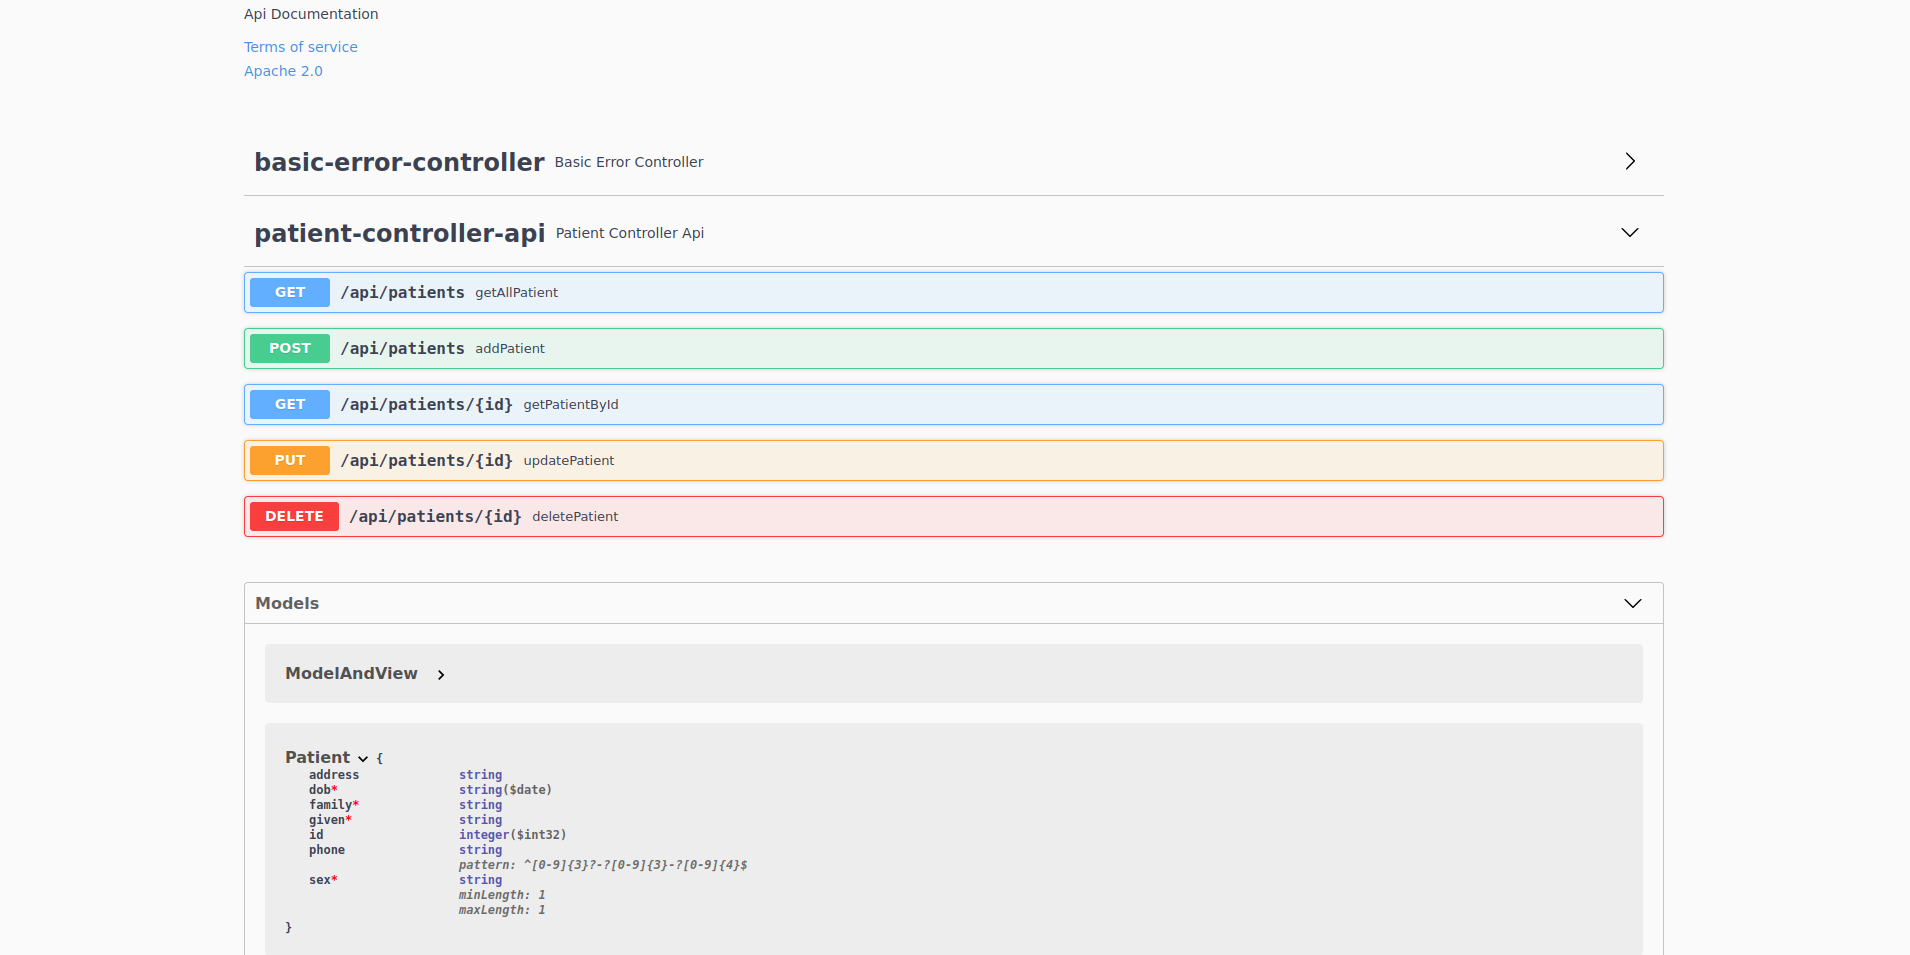 Api Documentation
Terms of service
Apache 2.0
basic-error-controller Basic Error Controller
patient-controller-api Patient Controller Api
GET /api/patients getAllPatient
POST /api/patients addPatient
GET /api/patients/{id} getPatientById
PUT /api/patients/{id} updatePatient
DELETE /api/patients/{id} deletePatient
Models
ModelAndView
Patient {
address string
dob* string($date)
family* string
given* string
id integer($int32)
phone string
pattern: ^[0-9]{3}?-?[0-9]{3}-?[0-9]{4}$
sex* string
minLength: 1
maxLength: 1
}